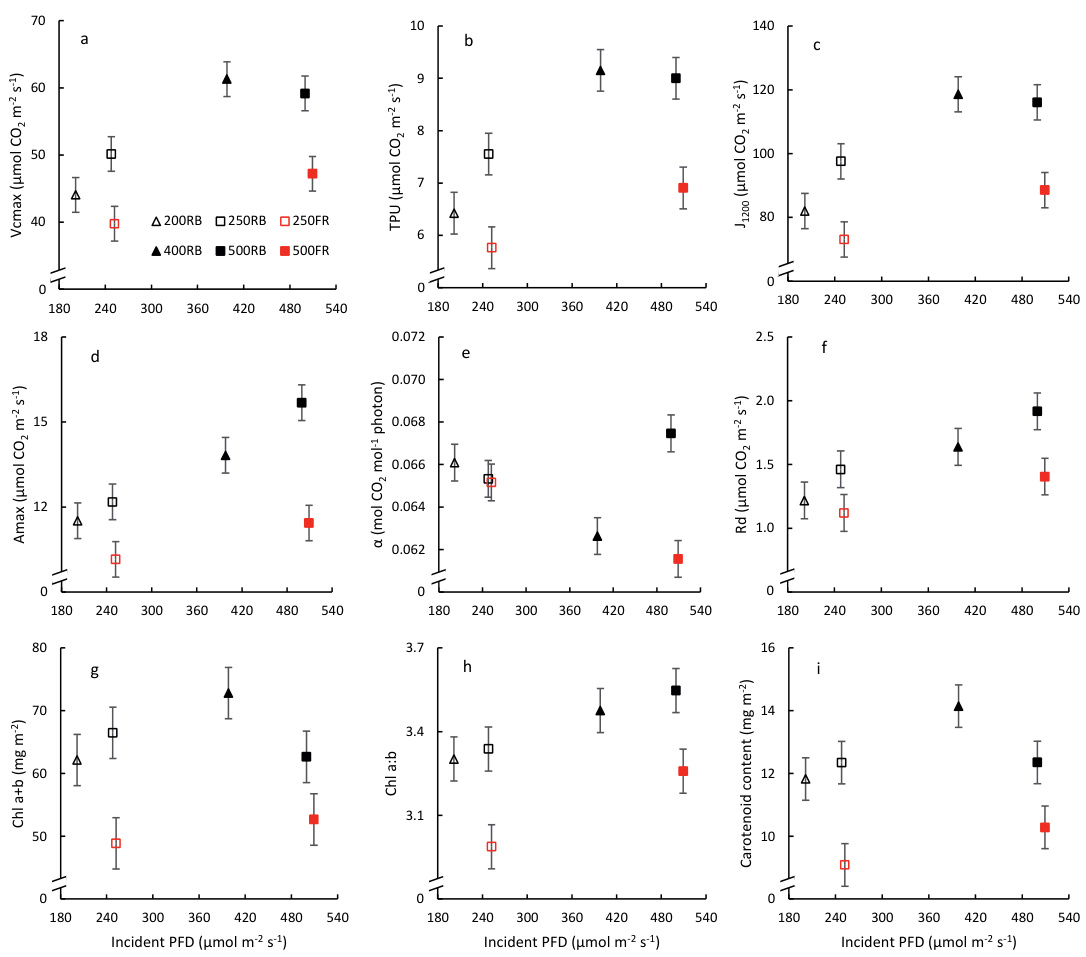 a
Vcmax (µmol CO2 m-2 s-1)
70
60
50
40
0
180 240 300 360 420 480 540
200RB 250RB 250FR
400RB 500RB 500FR
b
TPU (µmol CO2 m-2 s-1)
10
9
8
7
6
0
180 240 300 360 420 480 540
c
J1200 (µmol CO2 m-2 s-1)
140
120
100
80
0
180 240 300 360 420 480 540
d
Amax (µmol CO2 m-2 s-1)
18
15
12
0
180 240 300 360 420 480 540
e
α (mol CO2 mol-1 photon)
0.072
0.070
0.068
0.066
0.064
0.062
0
180 240 300 360 420 480 540
f
Rd (µmol CO2 m-2 s-1)
2.5
2.0
1.5
1.0
0
180 240 300 360 420 480 540
g
Chl a+b (mg m-2)
80
70
60
50
0
180 240 300 360 420 480 540
Incident PFD (µmol m-2 s-1)
h
Chl a:b
3.7
3.4
3.1
0
180 240 300 360 420 480 540
Incident PFD (µmol m-2 s-1)
i
Carotenoid content (mg m-2)
16
14
12
10
0
180 240 300 360 420 480 540
Incident PFD (µmol m-2 s-1)